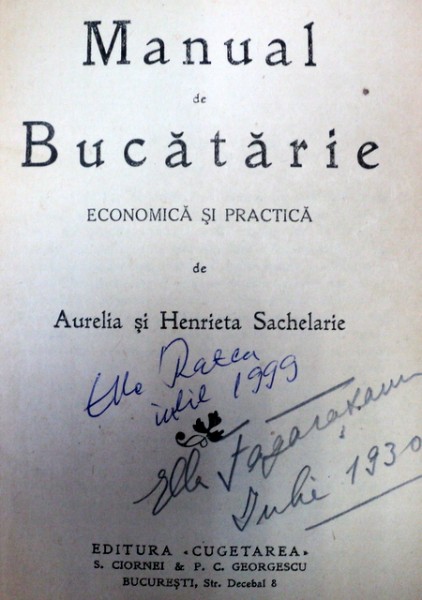 Manual
de
Bucătărie
ECONOMICĂ ŞI PRACTICĂ
de
Aurelia şi Henrieta Sachelarie
Ella Ratca
iulie 1999
Ella Făgărăşanu
Iulie 1930
EDITURA «CUGETAREA»
S. CIORNEI & P. C. GEORGESCU
BUCUREŞTI, Str. Decebal 8